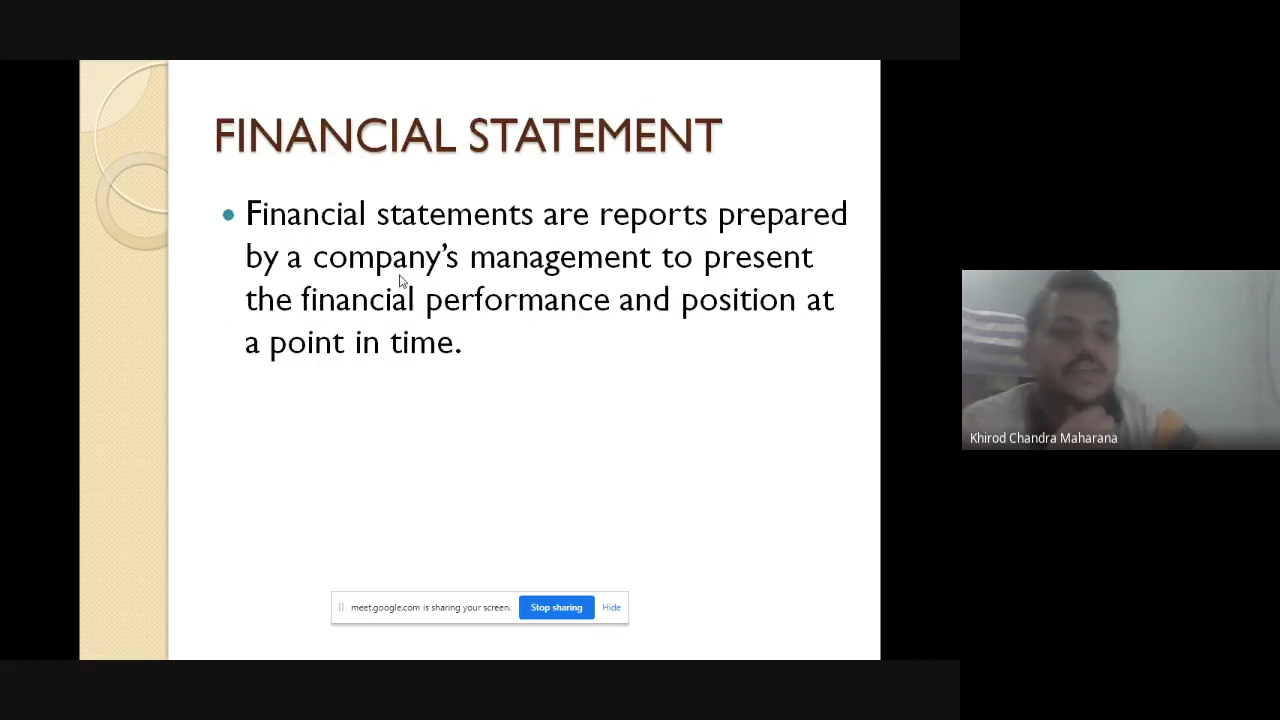 FINANCIAL STATEMENT
Financial statements are reports prepared
by a company’s management to present
the financial performance and position at
a point in time.
Khirod Chandra Maharana
meet.google.com is sharing your screen. Stop sharing Hide